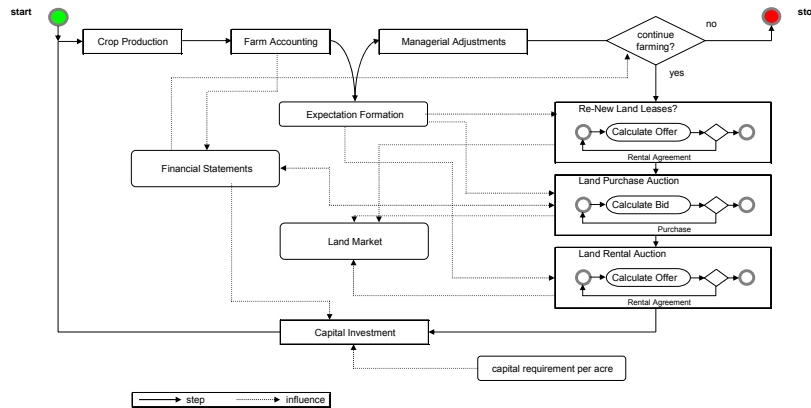 start
sto
no
Crop Production
Farm Accounting
Managerial Adjustments
continue
farming?
yes
Expectation Formation
Re-New Land Leases?
Calculate Offer
Rental Agreement
Financial Statements
Land Purchase Auction
Calculate Bid
Purchase
Land Market
Land Rental Auction
Calculate Offer
Rental Agreement
Capital Investment
capital requirement per acre
step
influence